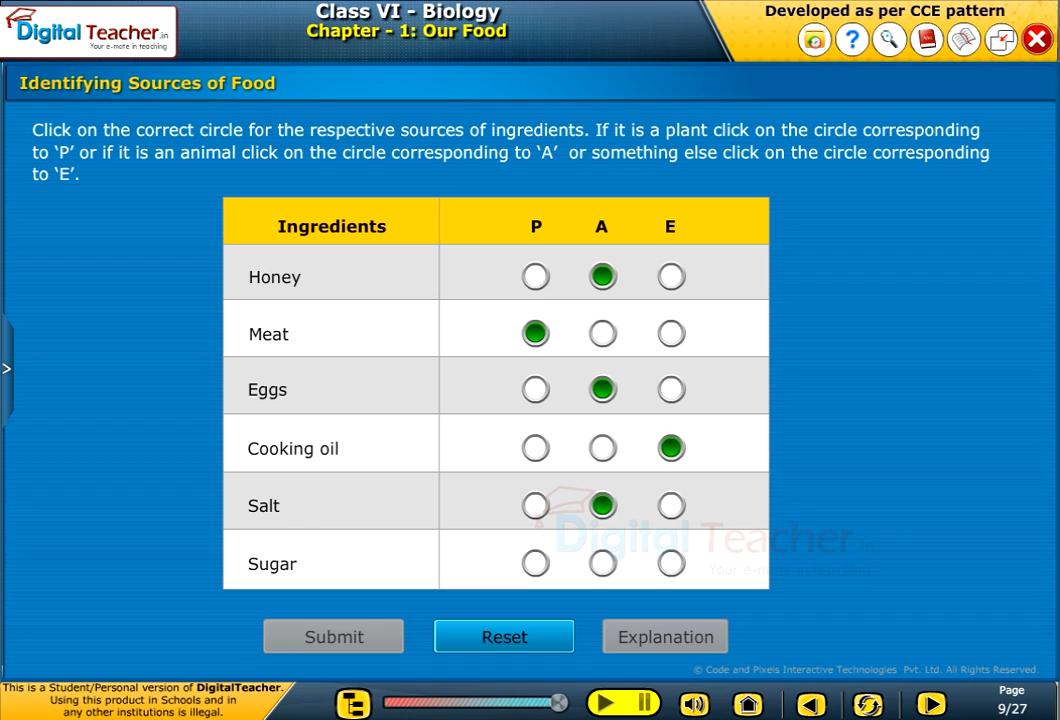 Digital Teacher.in
Your e-mate in teaching
Class VI - Biology
Chapter - 1: Our Food
Developed as per CCE pattern
?
Identifying Sources of Food
Click on the correct circle for the respective sources of ingredients. If it is a plant click on the circle corresponding
to ‘P’ or if it is an animal click on the circle corresponding to ‘A’ or something else click on the circle corresponding
to ‘E’.
Ingredients P A E
Honey
Meat
Eggs
Cooking oil
Salt
Sugar
Digital Teacher.in
Your e-mate in teaching
>
Submit Reset Explanation
© Code and Pixels Interactive Technologies Pvt. Ltd. All Rights Reserved.
This is a Student/Personal version of DigitalTeacher.
Using this product in Schools and in
any other institutions is illegal.
Page
9/27